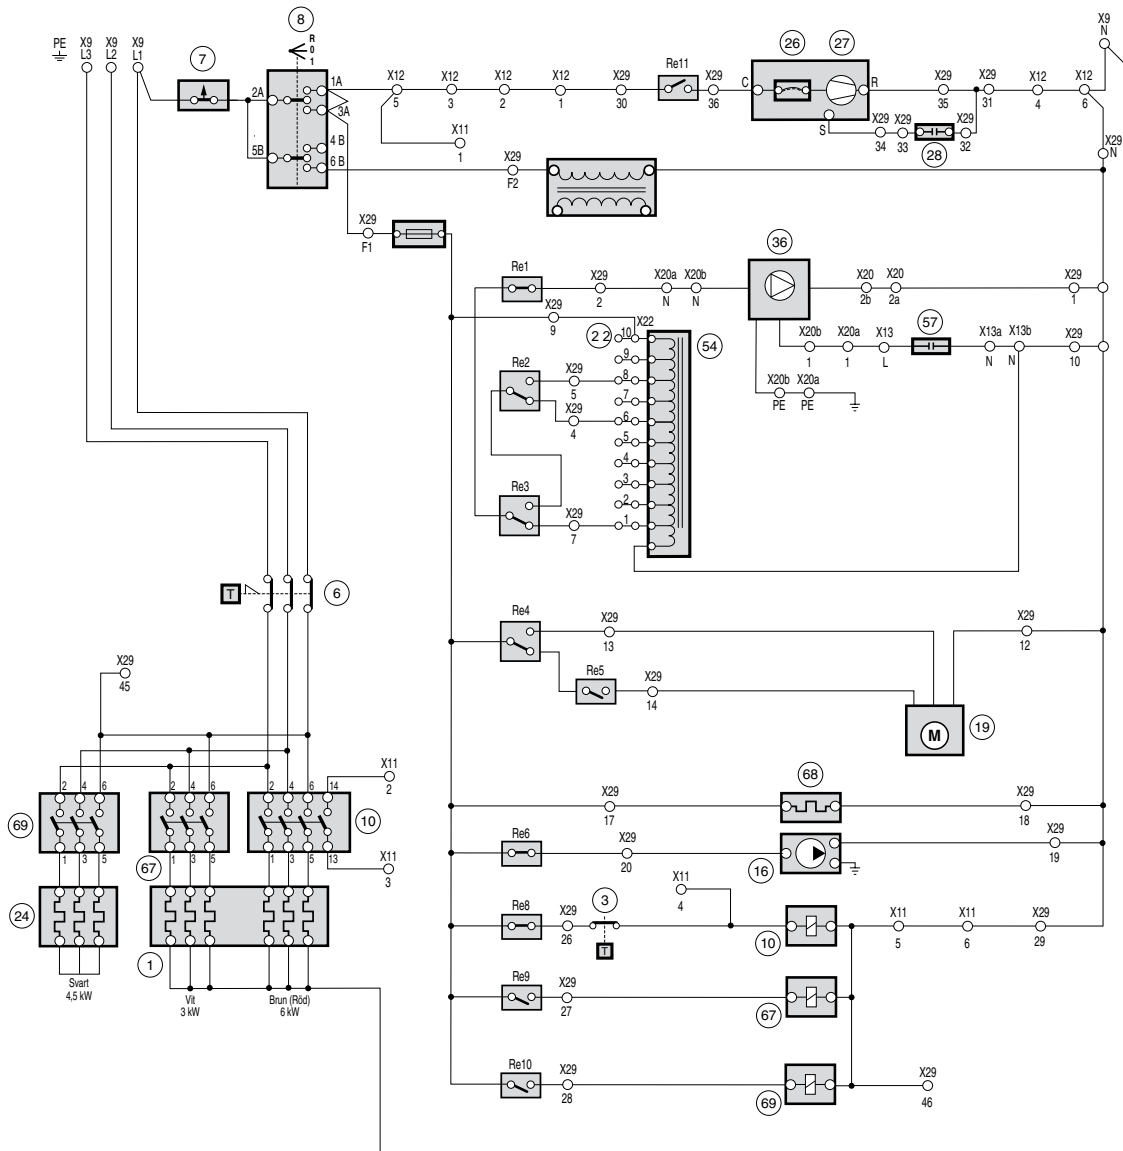 PE
X9
L3
X9
L2
X9
L1
7
8
R
0
1
2A
5B
1A
3A
4 B
6 B
X12
5
X12
3
X12
2
X12
1
X29
30
Re11
X29
36
C
26
27
R
S
X29
35
X29
31
X12
4
X12
6
X9
N
X29
34
X29
33
28
X29
32
X29
N
X11
1
X29
F2
X29
F1
Re1
X29
2
X20a
N
X20b
N
36
X20
2b
X20
2a
X29
1
X29
9
X22
2 2
10
9
8
7
6
5
4
3
2
1
54
X20b
1
X20a
1
X13
L
57
X13a
N
X13b
N
X29
10
X20b
PE
X20a
PE
Re2
X29
5
X29
4
Re3
X29
7
T
6
Re4
X29
13
X29
12
Re5
X29
14
M
19
X29
45
2
4
6
2
4
6
2
4
6
14
X11
2
69
67
10
1
3
5
1
3
5
1
3
5
13
X11
3
24
1
Svart
4,5 kW
Vit
3 kW
Brun (Röd)
6 kW
X29
17
68
X29
18
Re6
X29
20
16
X29
19
X11
4
Re8
X29
26
3
T
10
X11
5
X11
6
X29
29
Re9
X29
27
67
Re10
X29
28
69
X29
46